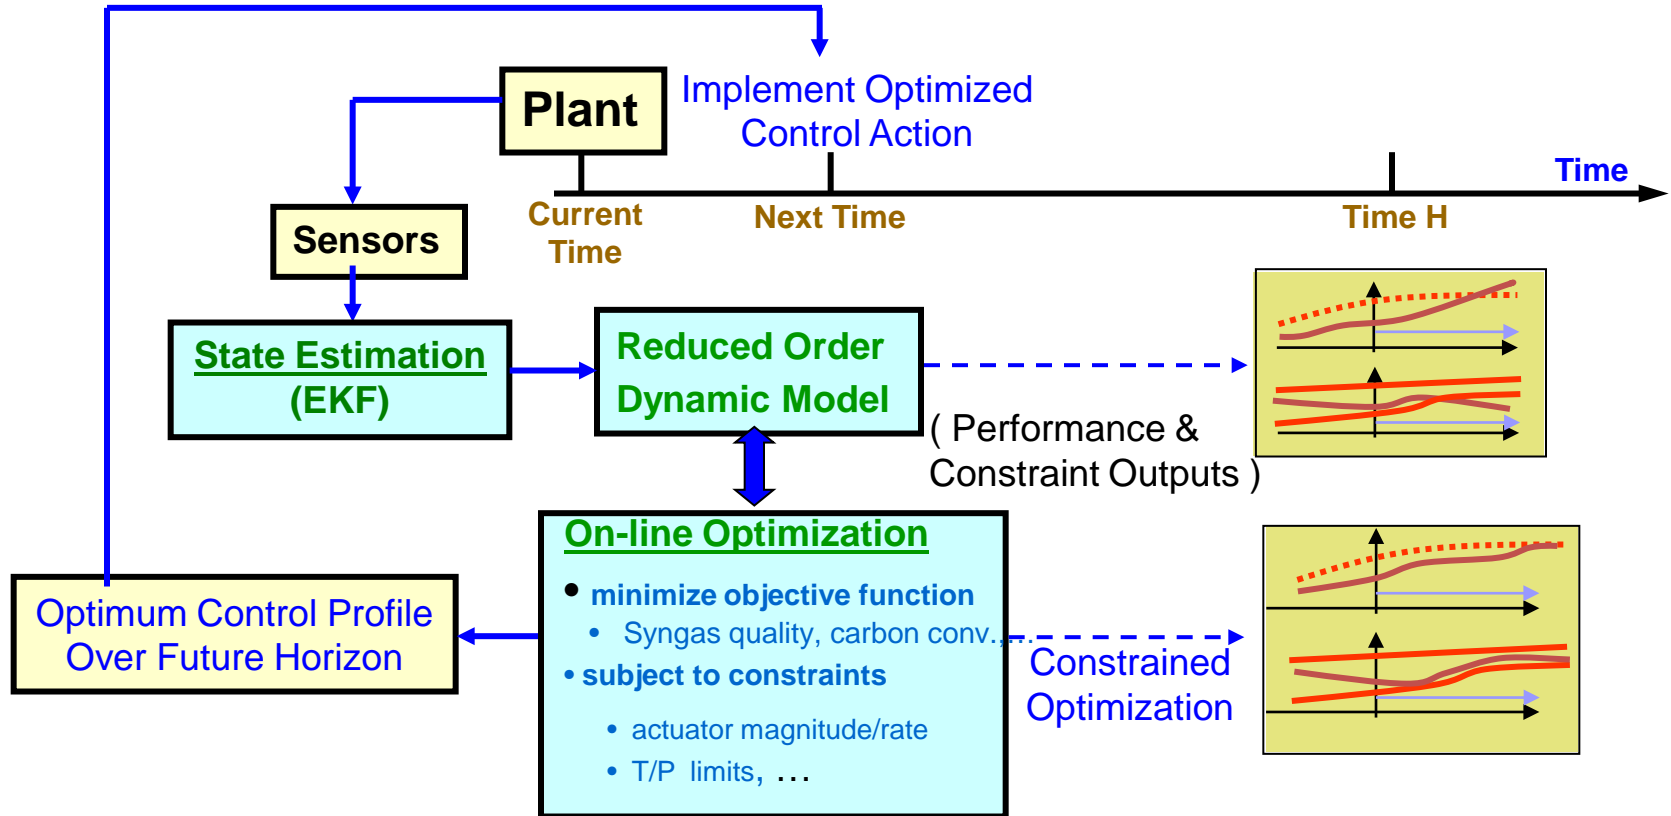 Plant
Implement Optimized
Control Action
Time
Current
Time
Next Time
Time H
Sensors
State Estimation
(EKF)
Reduced Order
Dynamic Model
( Performance &
Constraint Outputs )
On-line Optimization
• minimize objective function
• Syngas quality, carbon conv.,…
• subject to constraints
• actuator magnitude/rate
• T/P limits, …
Optimum Control Profile
Over Future Horizon
Constrained
Optimization